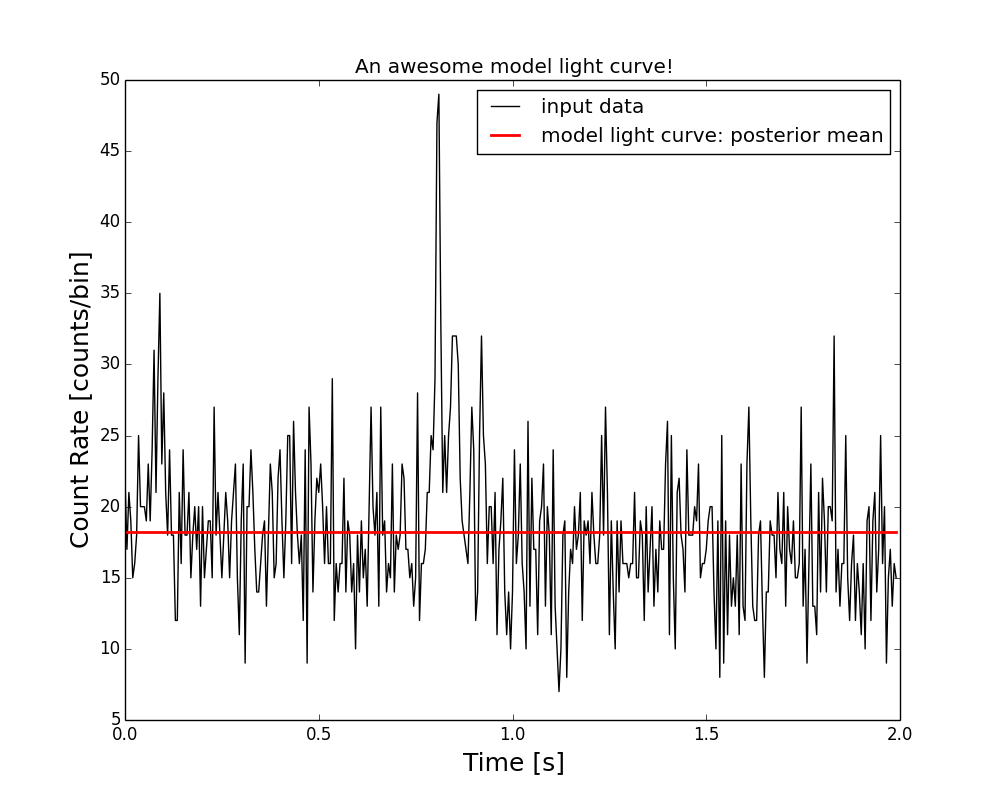 An awesome model light curve!
50
45
40
35
30
25
20
15
10
5
Count Rate [counts/bin]
input data
model light curve: posterior mean
0.0 0.5 1.0 1.5 2.0
Time [s]